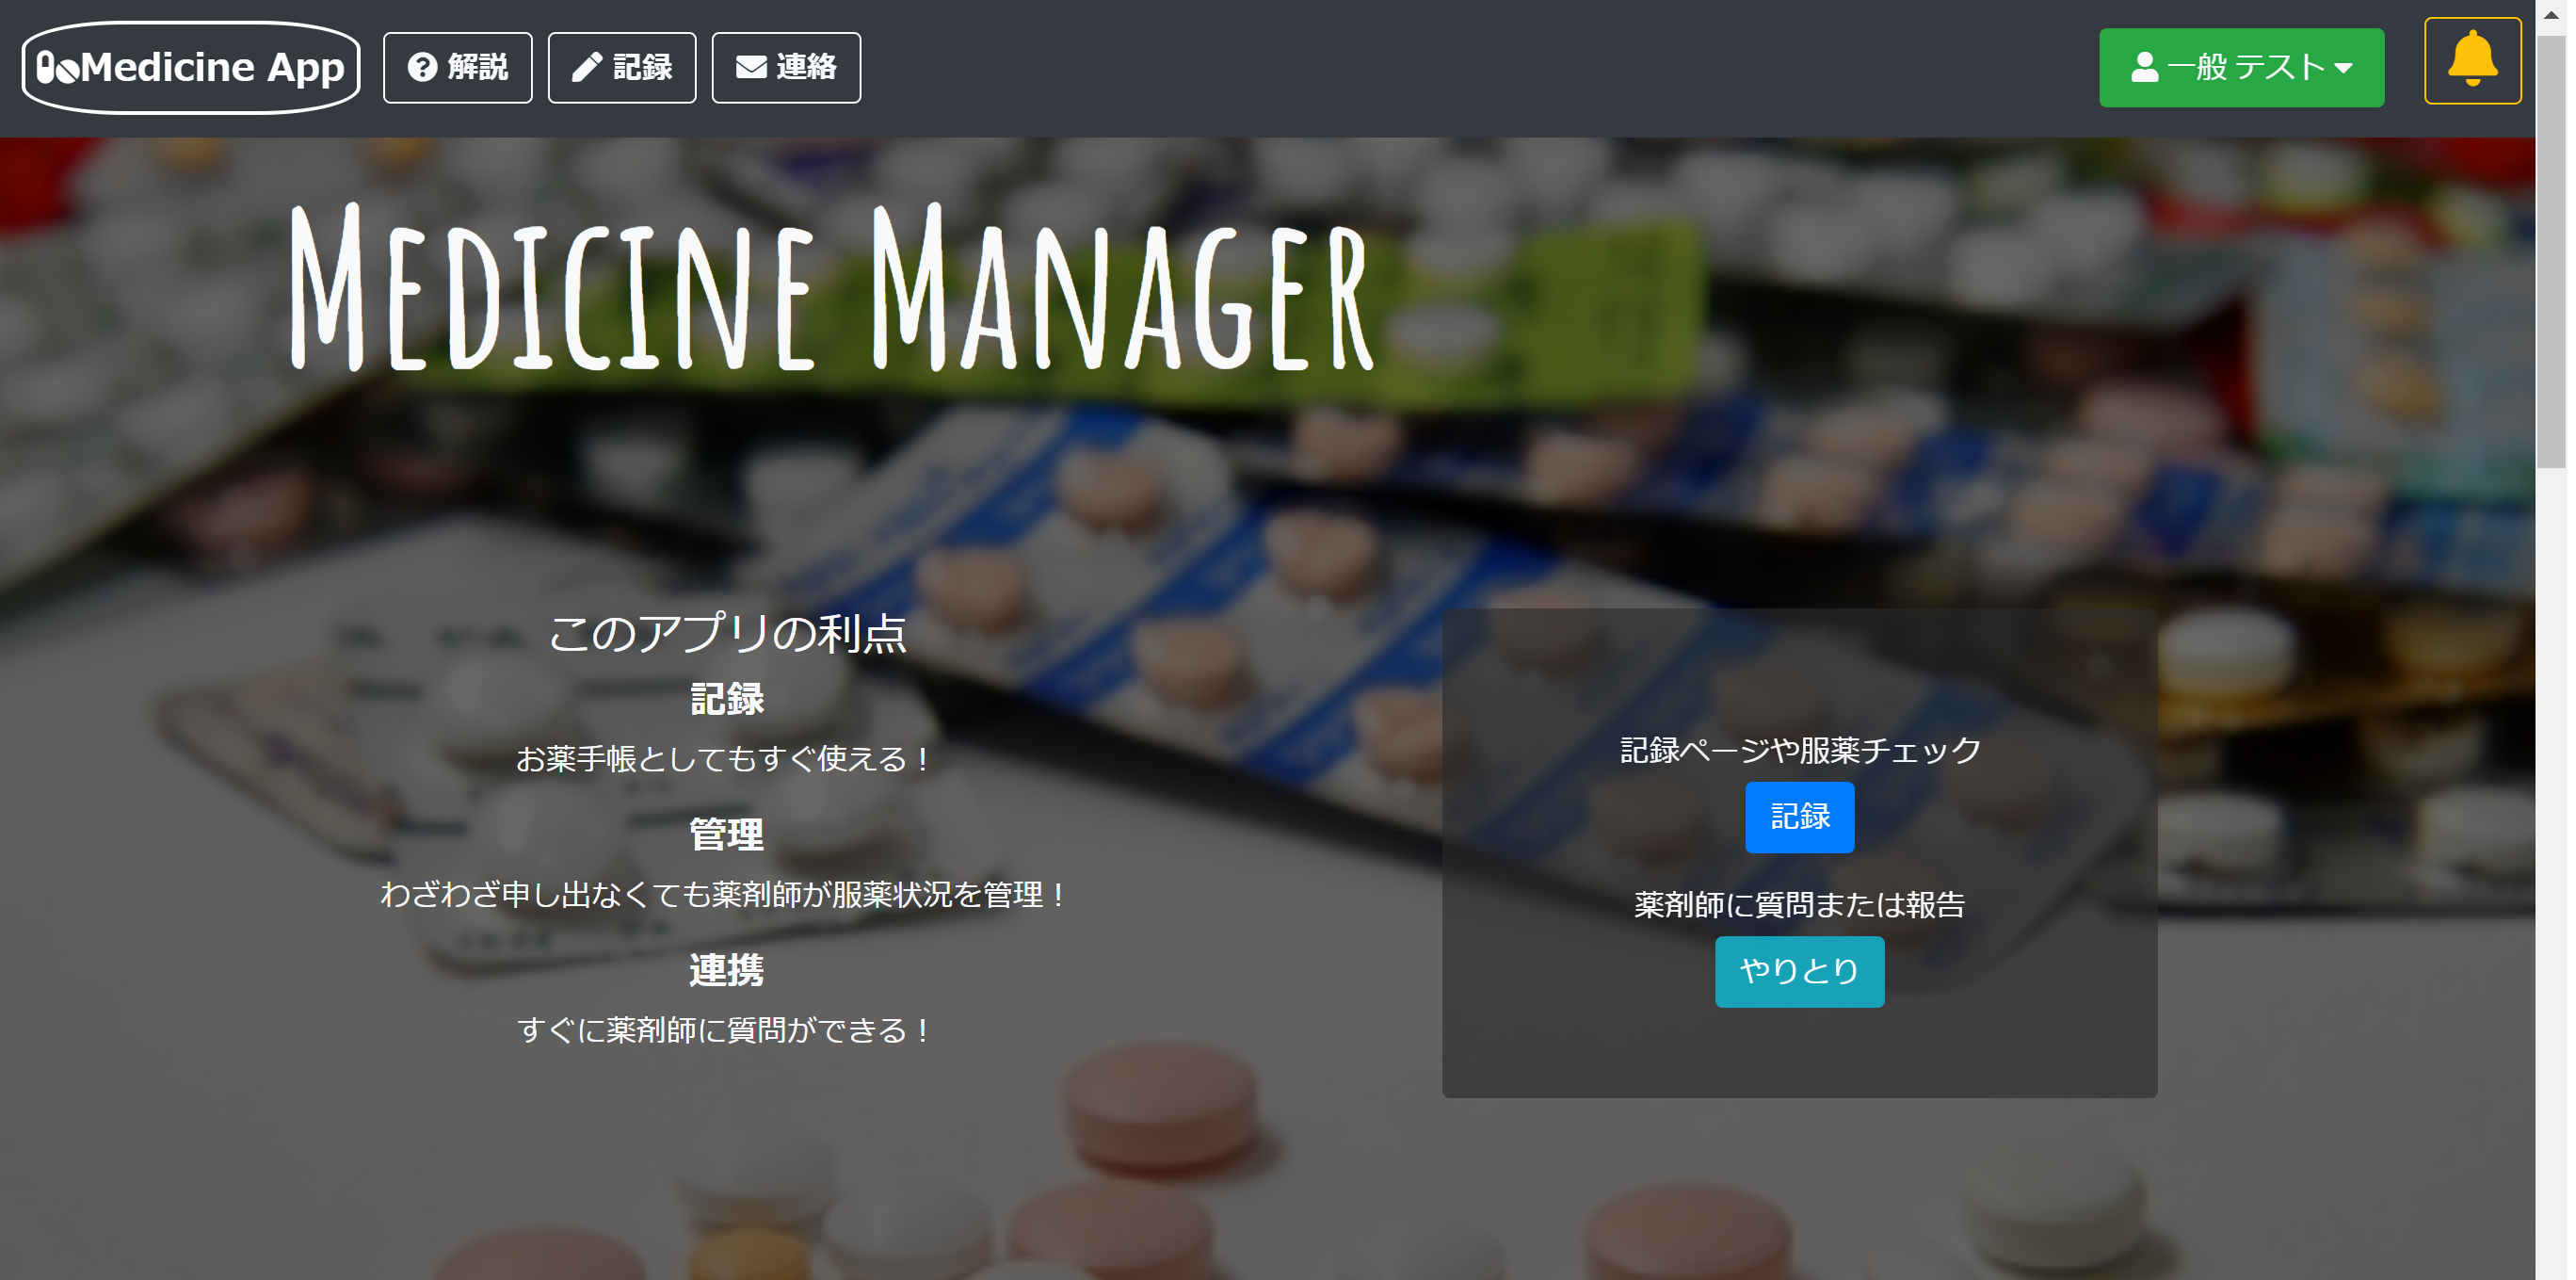 Medicine App
解説
記録
連絡
一般 テスト
MEDICINE MANAGER
このアプリの利点
記録
お薬手帳としてもすぐ使える！
管理
わざわざ申し出なくても薬剤師が服薬状況を管理！
連携
すぐに薬剤師に質問ができる！
記録ページや服薬チェック
記録
薬剤師に質問または報告
やりとり